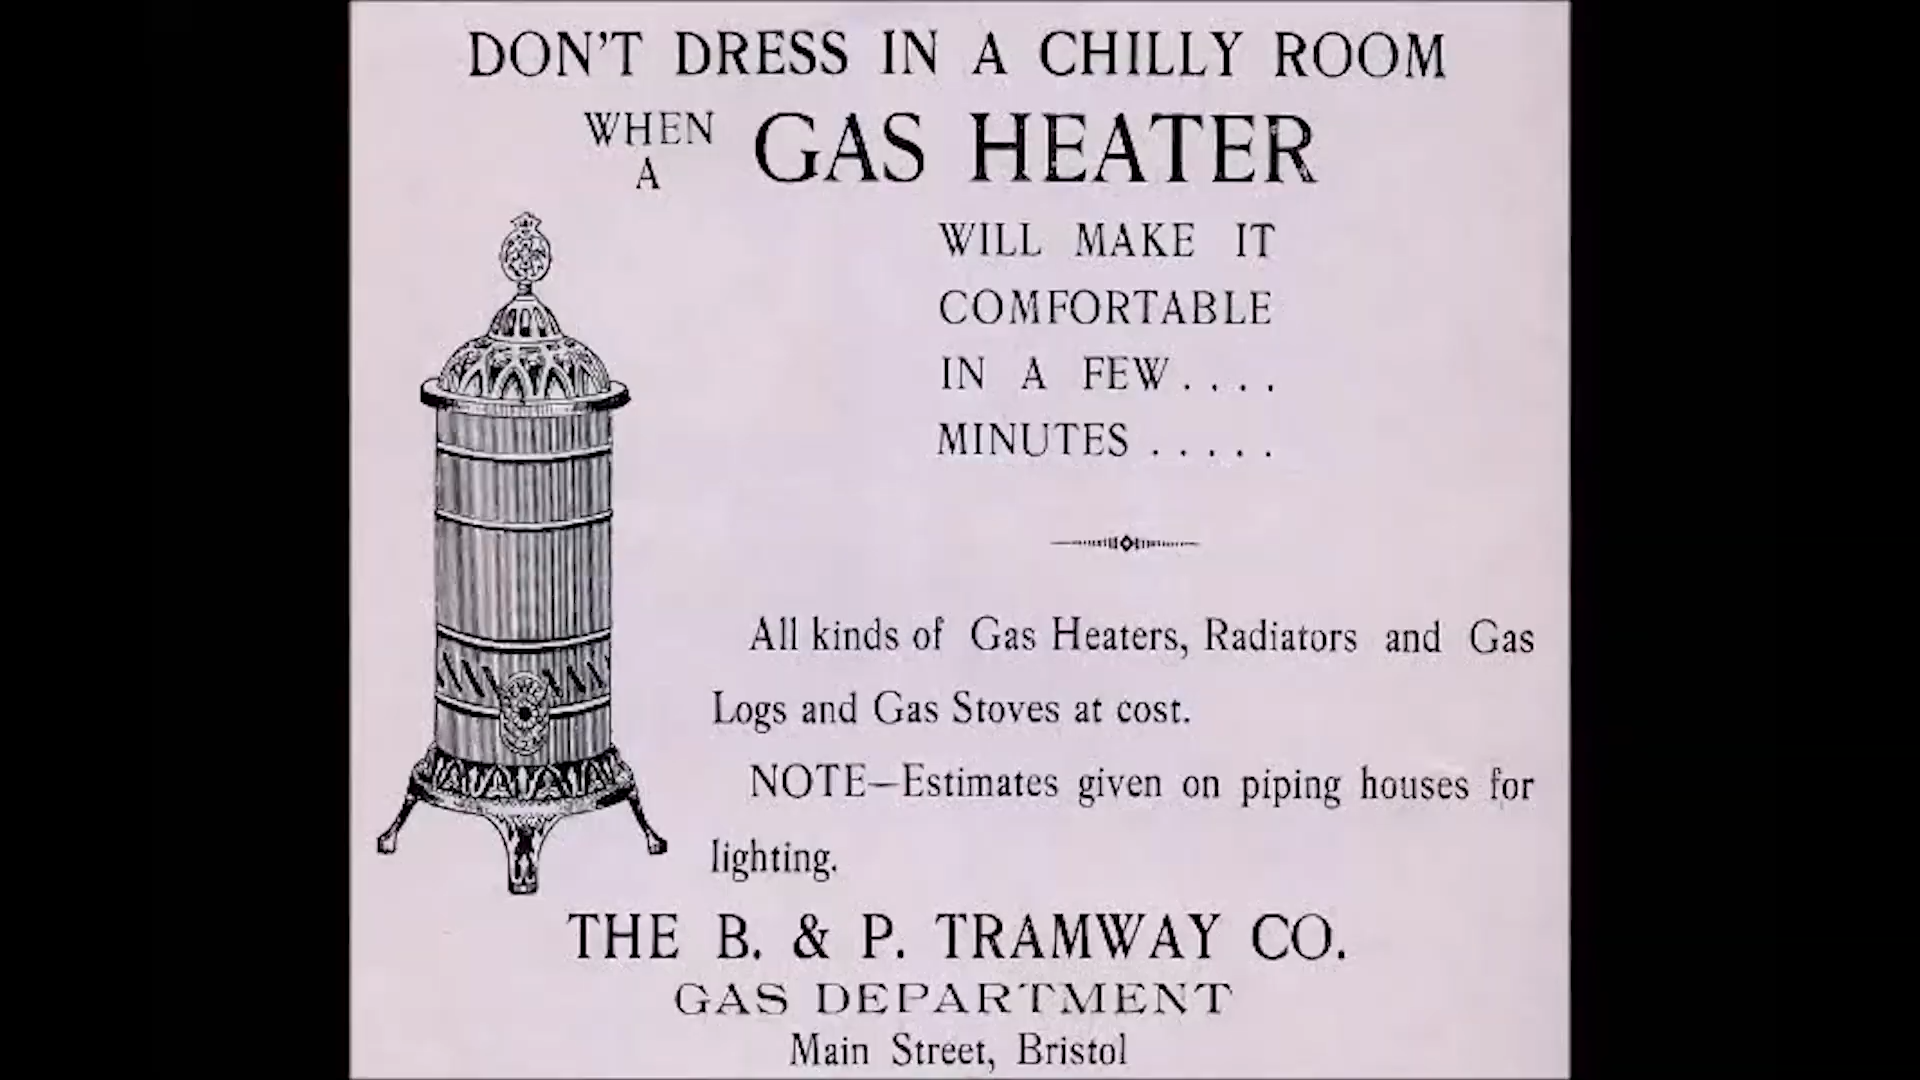 DON'T DRESS IN A CHILLY ROOM
WHEN A GAS HEATER
WILL MAKE IT
COMFORTABLE
IN A FEW....
MINUTES.....
All kinds of Gas Heaters, Radiators and Gas
Logs and Gas Stoves at cost.
NOTE—Estimates given on piping houses for
lighting.
THE B. & P. TRAMWAY CO.
GAS DEPARTMENT
Main Street, Bristol